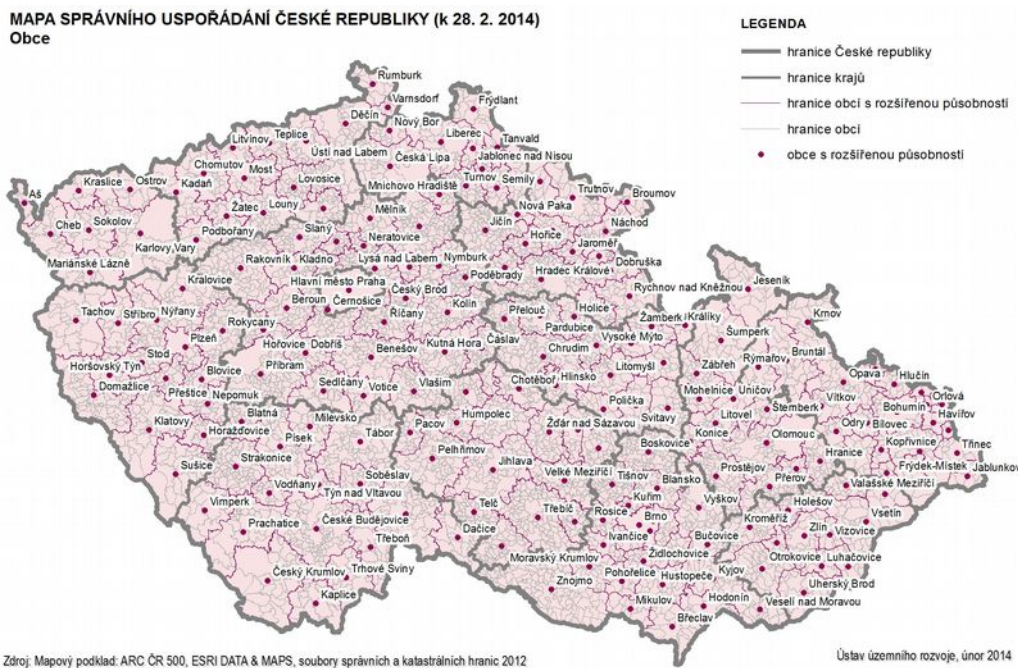 MAPA SPRÁVNÍHO USPOŘÁDÁNÍ ČESKÉ REPUBLIKY (k 28. 2. 2014)
Obce
LEGENDA
hranice České republiky
hranice krajů
hranice obcí s rozšířenou působností
hranice obcí
obce s rozšířenou působností
Rumburk
Varnsdorf
Frýdlant
Děčín
Nový Bor
Liberec
Tanvald
Litvínov
Teplice
Ústí nad Labem
Česká Lípa
Jablonec nad Nisou
Chomutov
Most
Lovosice
Mnichovo Hradiště
Turnov
Semily
Trutnov
Broumov
Aš
Kraslice
Ostrov
Kadaň
Žatec
Louny
Mělník
Jičín
Nová Paka
Náchod
Cheb
Sokolov
Karlovy Vary
Podbořany
Slaný
Neratovice
Hořice
Jaroměř
Mariánské Lázně
Rakovník
Kladno
Lysá nad Labem
Nymburk
Poděbrady
Hradec Králové
Dobruška
Kralovice
Hlavní město Praha
Rychnov nad Kněžnou
Jeseník
Beroun
Černošice
Český Brod
Kolín
Tachov
Stříbro
Nýřany
Rokycany
Říčany
Přelouč
Holice
Pardubice
Žamberk
Králíky
Krnov
Plzeň
Hořovice
Dobříš
Benešov
Kutná Hora
Čáslav
Chrudim
Vysoké Mýto
Šumperk
Stod
Horšovský Týn
Blovice
Příbram
Litomyšl
Zábřeh
Rýmařov
Bruntál
Domažlice
Přeštice
Nepomuk
Sedlčany
Votice
Vlašim
Chotěboř
Hlinsko
Mohelnice
Uničov
Opava
Hlučín
Polička
Svitavy
Litovel
Šternberk
Vítkov
Bohumín
Orlová
Havířov
Klatovy
Horažďovice
Blatná
Milevsko
Humpolec
Pacov
Žďár nad Sázavou
Konice
Odry
Bílovec
Písek
Tábor
Boskovice
Olomouc
Kopřivnice
Třinec
Sušice
Strakonice
Pelhřimov
Jihlava
Hranice
Frýdek-Místek
Jablunkov
Soběslav
Velké Meziříčí
Tišnov
Blansko
Prostějov
Přerov
Valašské Meziříčí
Vodňany
Týn nad Vltavou
Vimperk
Telč
Třebíč
Kuřim
Vyškov
Holešov
Vsetín
Prachatice
České Budějovice
Dačice
Rosice
Brno
Bučovice
Kroměříž
Zlín
Vizovice
Třeboň
Ivančice
Moravský Krumlov
Židlochovice
Kyjov
Otrokovice
Luhačovice
Český Krumlov
Trhové Sviny
Znojmo
Pohořelice
Hustopeče
Uherský Brod
Kaplice
Mikulov
Hodonín
Veselí nad Moravou
Břeclav
Zdroj: Mapový podklad: ARC ČR 500, ESRI DATA & MAPS, soubory správních a katastrálních hranic 2012
Ústav územního rozvoje, únor 2014